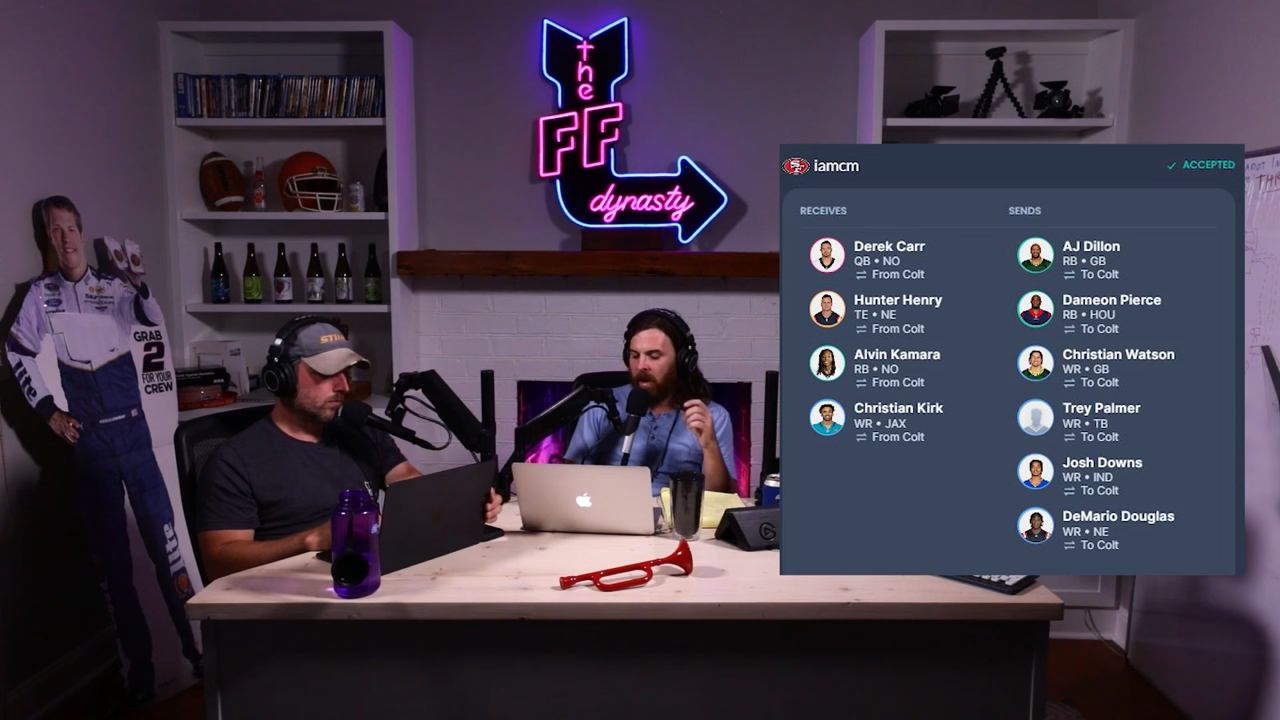 the
FF
dynasty
iamcm
ACCEPTED
RECEIVES
SENDS
Derek Carr
QB • NO
From Colt
Hunter Henry
TE • NE
From Colt
Alvin Kamara
RB • NO
From Colt
Christian Kirk
WR • JAX
From Colt
AJ Dillon
RB • GB
To Colt
Dameon Pierce
RB • HOU
To Colt
Christian Watson
WR • GB
To Colt
Trey Palmer
WR • TB
To Colt
Josh Downs
WR • IND
To Colt
DeMario Douglas
WR • NE
To Colt
GRAB
2
FOR YOUR
CREW
lite
lite